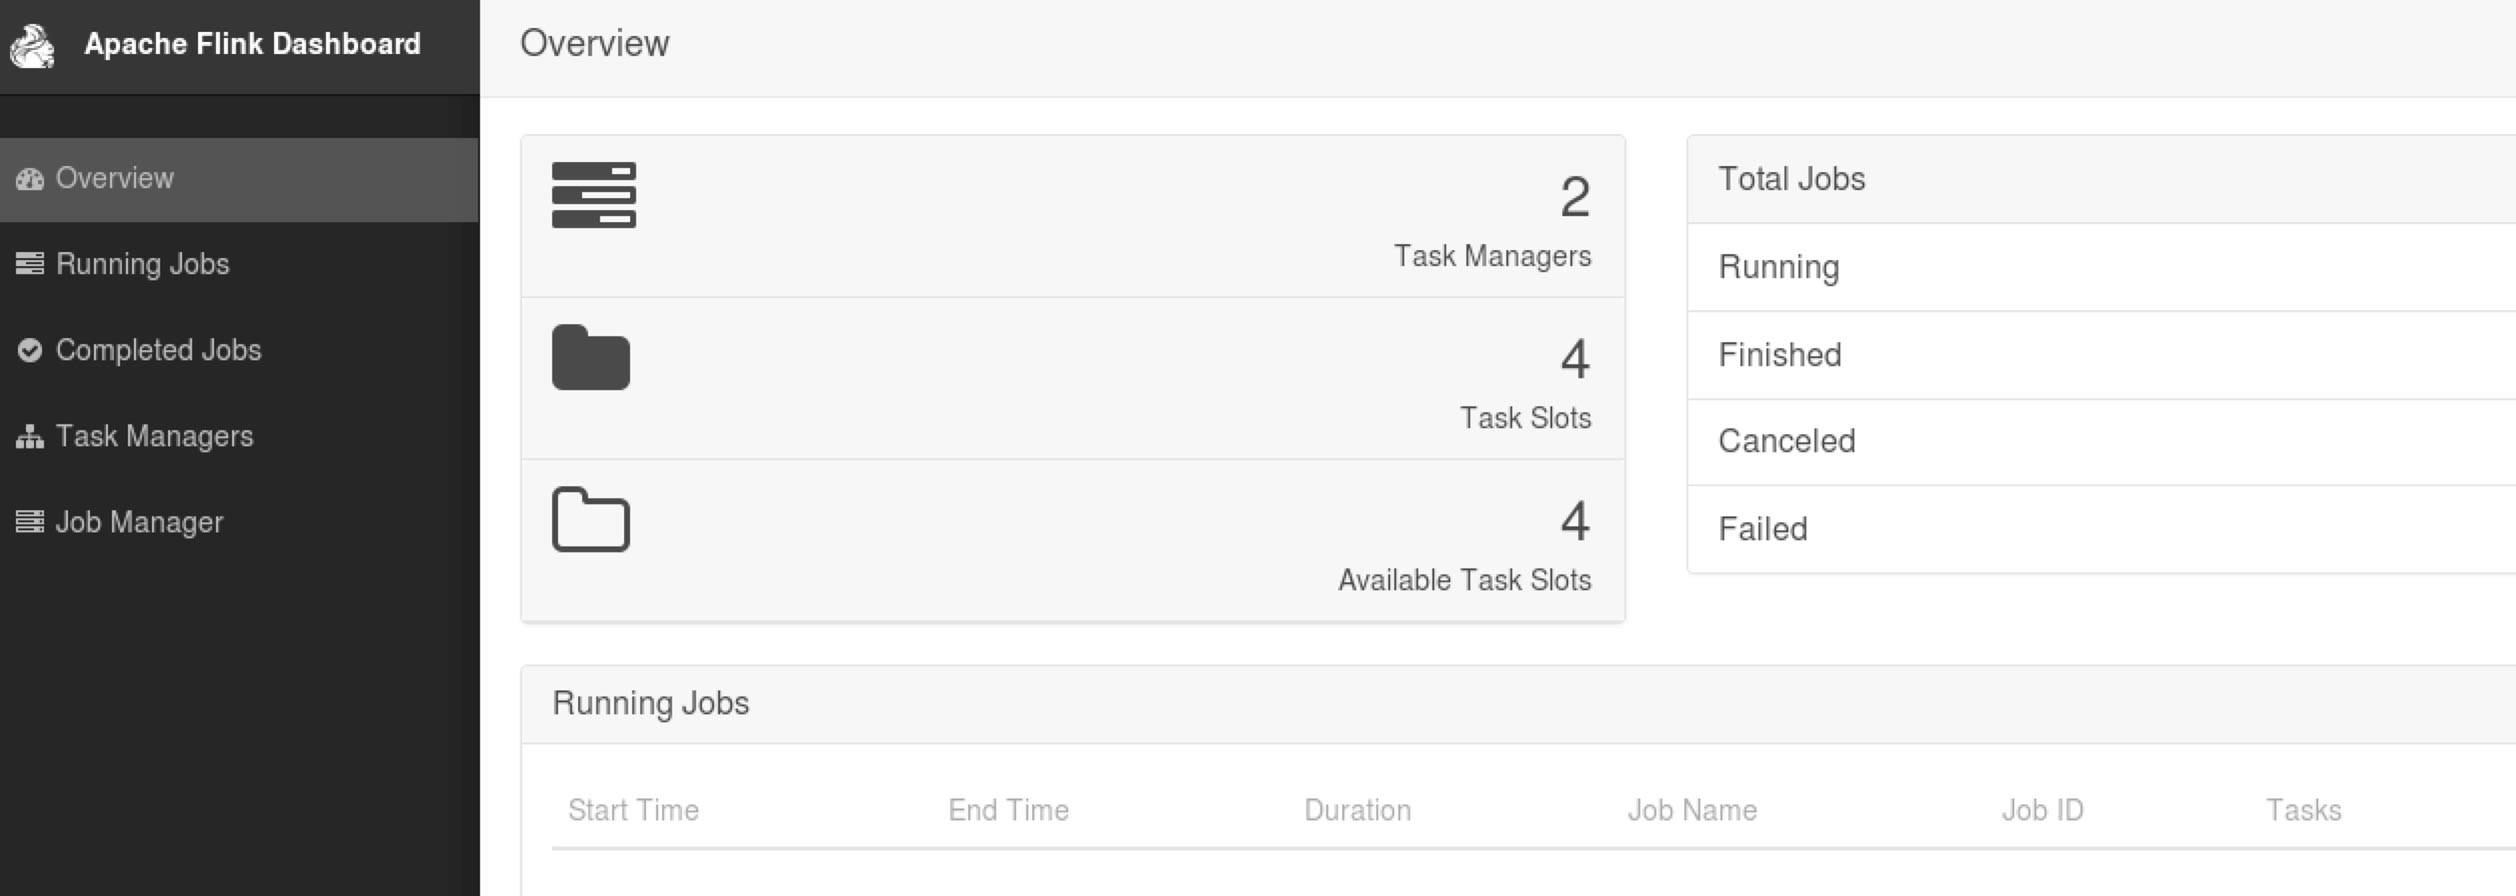 Apache Flink Dashboard
Overview
Running Jobs
Completed Jobs
Task Managers
Job Manager
Overview
2
Task Managers
4
Task Slots
4
Available Task Slots
Total Jobs
Running
Finished
Canceled
Failed
Running Jobs
Start Time End Time Duration Job Name Job ID Tasks